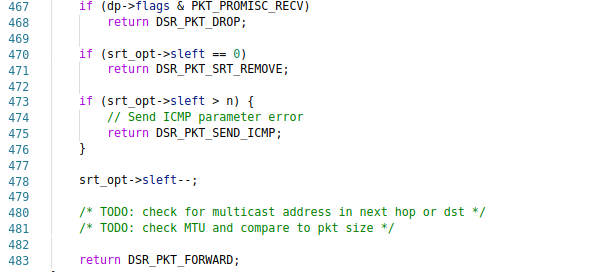 467 if (dp->flags & PKT_PROMISC_RECV)
468 return DSR_PKT_DROP;
469
470 if (srt_opt->sleft == 0)
471 return DSR_PKT_SRT_REMOVE;
472
473 if (srt_opt->sleft > n) {
474 // Send ICMP parameter error
475 return DSR_PKT_SEND_ICMP;
476 }
477
478 srt_opt->sleft--;
479
480 /* TODO: check for multicast address in next hop or dst */
481 /* TODO: check MTU and compare to pkt size */
482
483 return DSR_PKT_FORWARD;